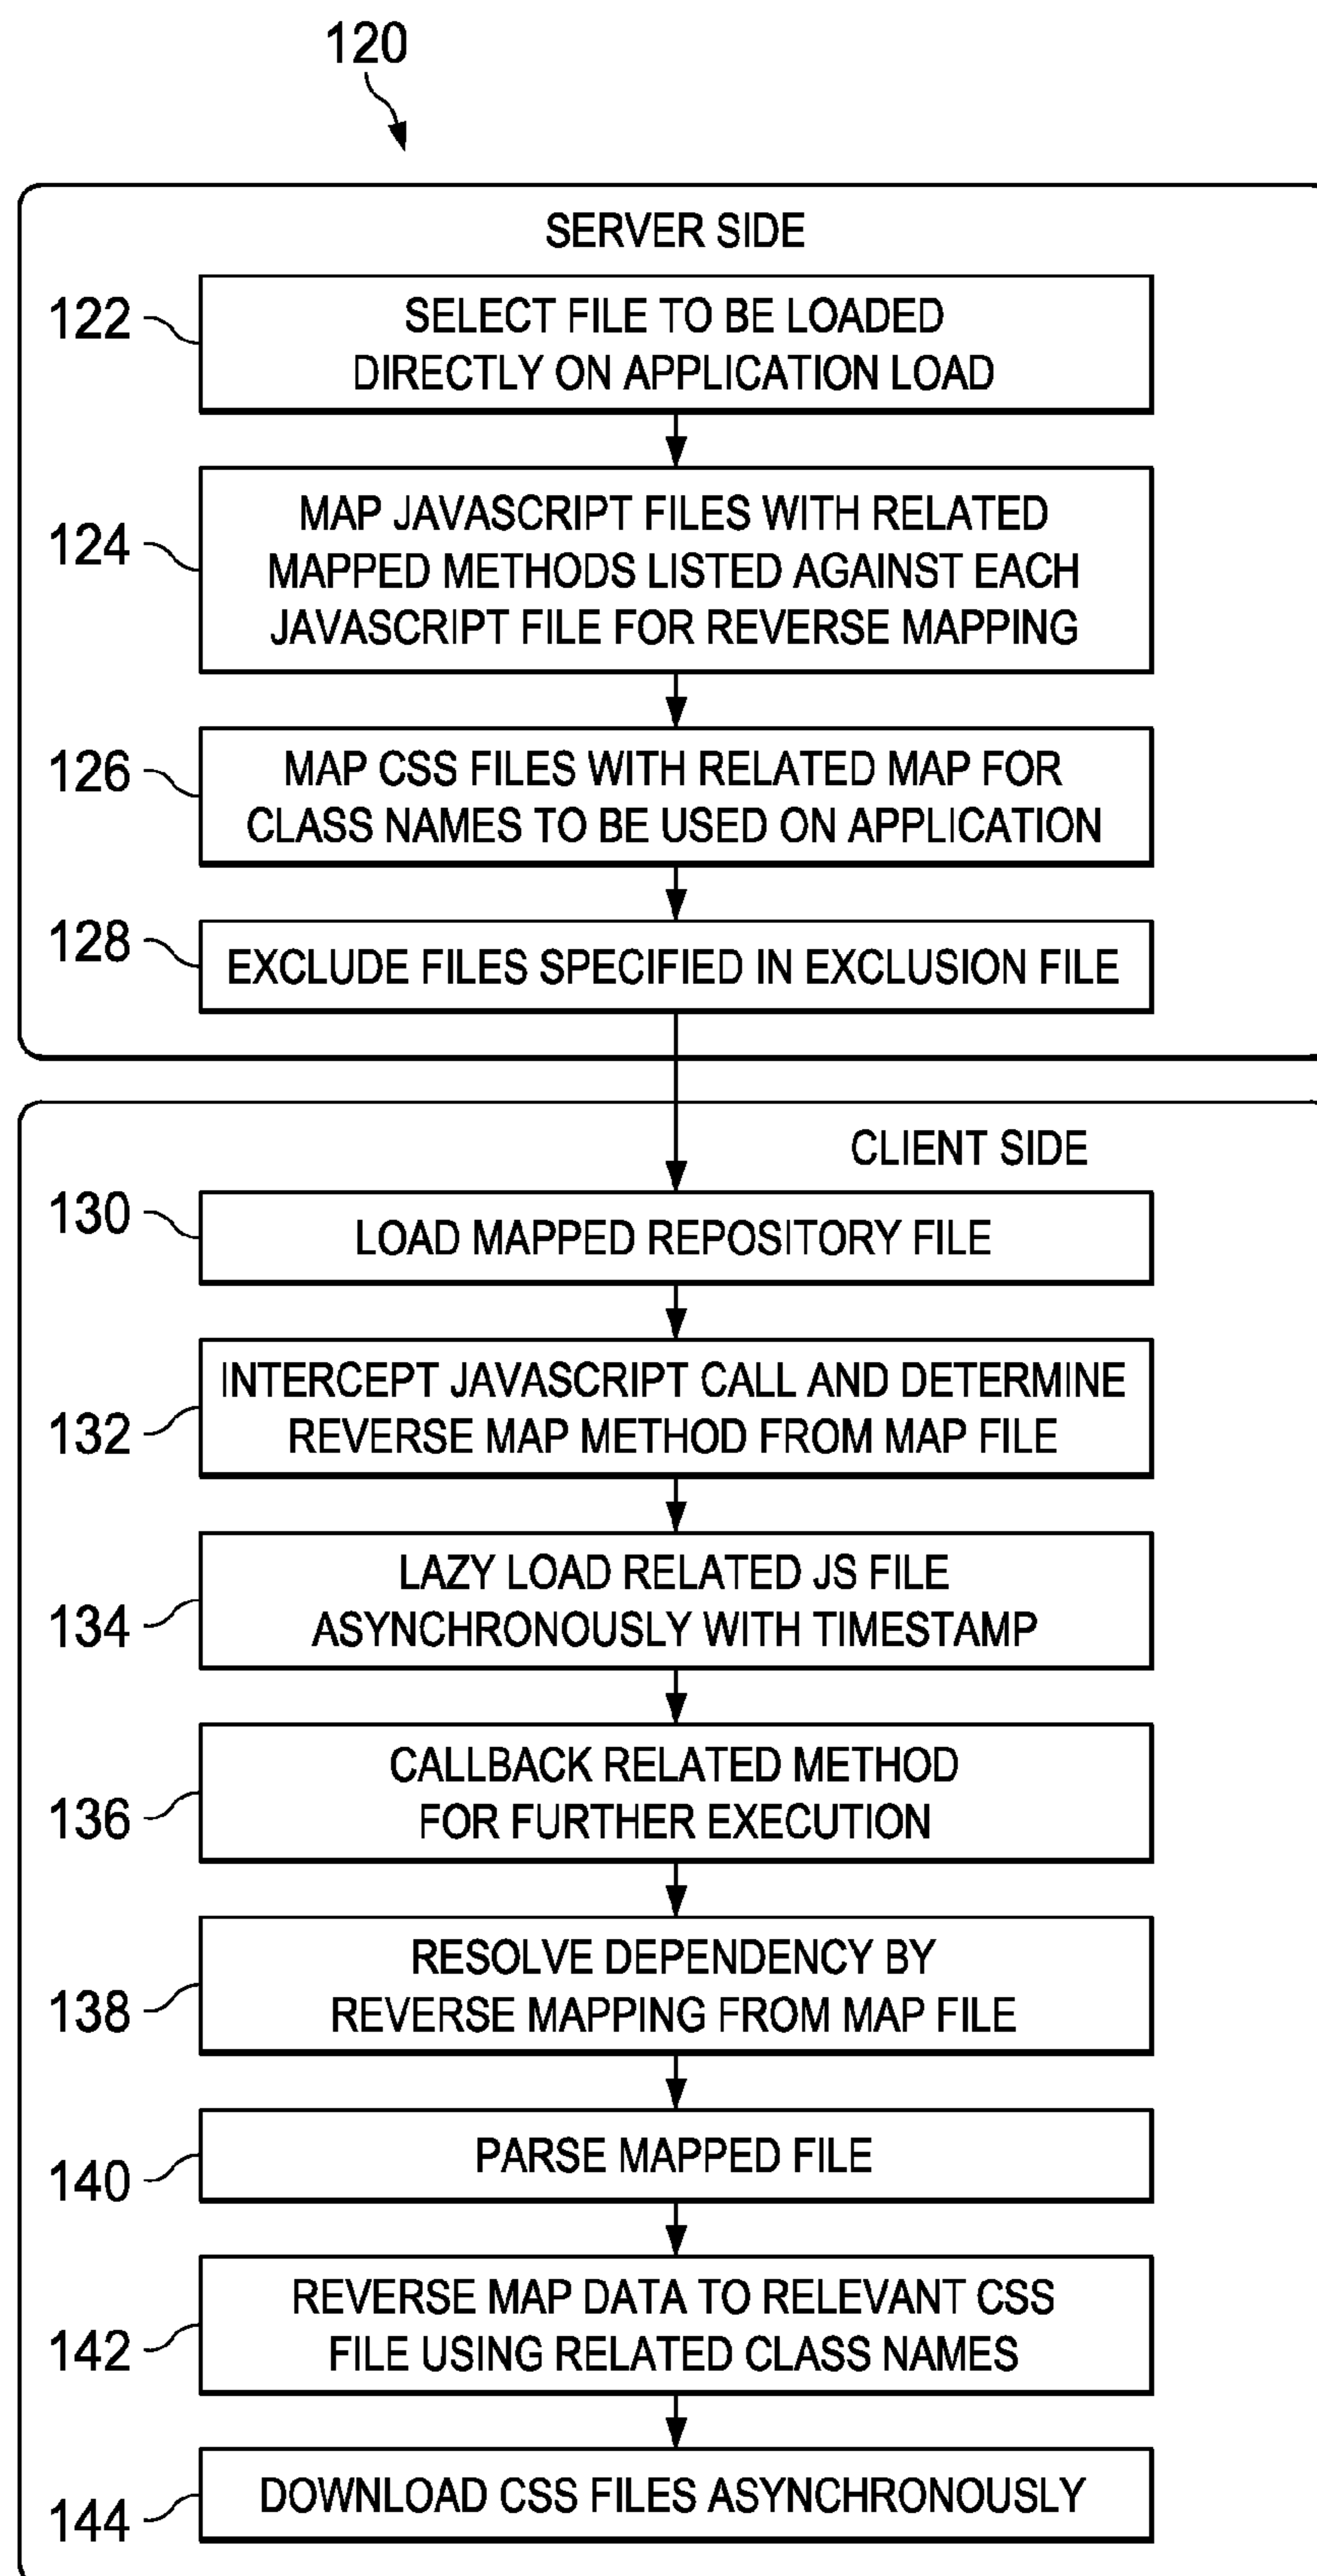 120
SERVER SIDE
122
SELECT FILE TO BE LOADED
DIRECTLY ON APPLICATION LOAD
124
MAP JAVASCRIPT FILES WITH RELATED
MAPPED METHODS LISTED AGAINST EACH
JAVASCRIPT FILE FOR REVERSE MAPPING
126
MAP CSS FILES WITH RELATED MAP FOR
CLASS NAMES TO BE USED ON APPLICATION
128
EXCLUDE FILES SPECIFIED IN EXCLUSION FILE
CLIENT SIDE
130
LOAD MAPPED REPOSITORY FILE
132
INTERCEPT JAVASCRIPT CALL AND DETERMINE
REVERSE MAP METHOD FROM MAP FILE
134
LAZY LOAD RELATED JS FILE
ASYNCHRONOUSLY WITH TIMESTAMP
136
CALLBACK RELATED METHOD
FOR FURTHER EXECUTION
138
RESOLVE DEPENDENCY BY
REVERSE MAPPING FROM MAP FILE
140
PARSE MAPPED FILE
142
REVERSE MAP DATA TO RELEVANT CSS
FILE USING RELATED CLASS NAMES
144
DOWNLOAD CSS FILES ASYNCHRONOUSLY